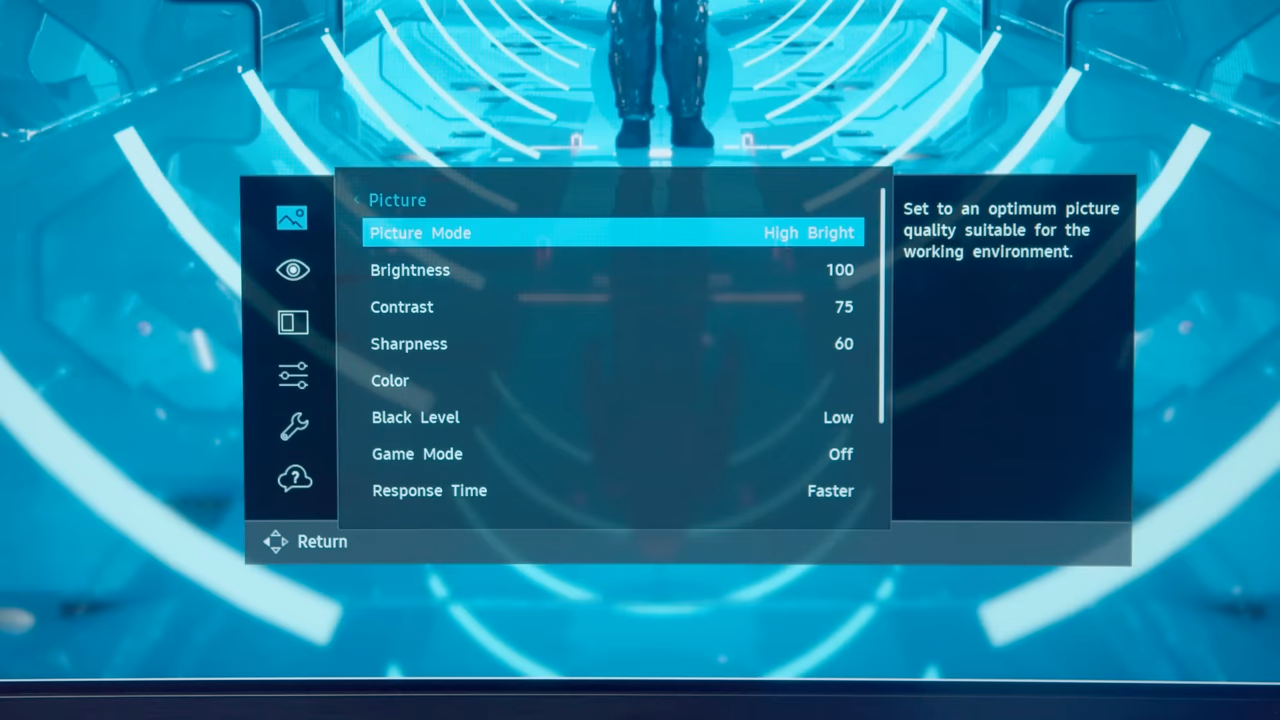 Picture
Picture Mode High Bright
Brightness 100
Contrast 75
Sharpness 60
Color
Black Level Low
Game Mode Off
Response Time Faster
Set to an optimum picture
quality suitable for the
working environment.
Return